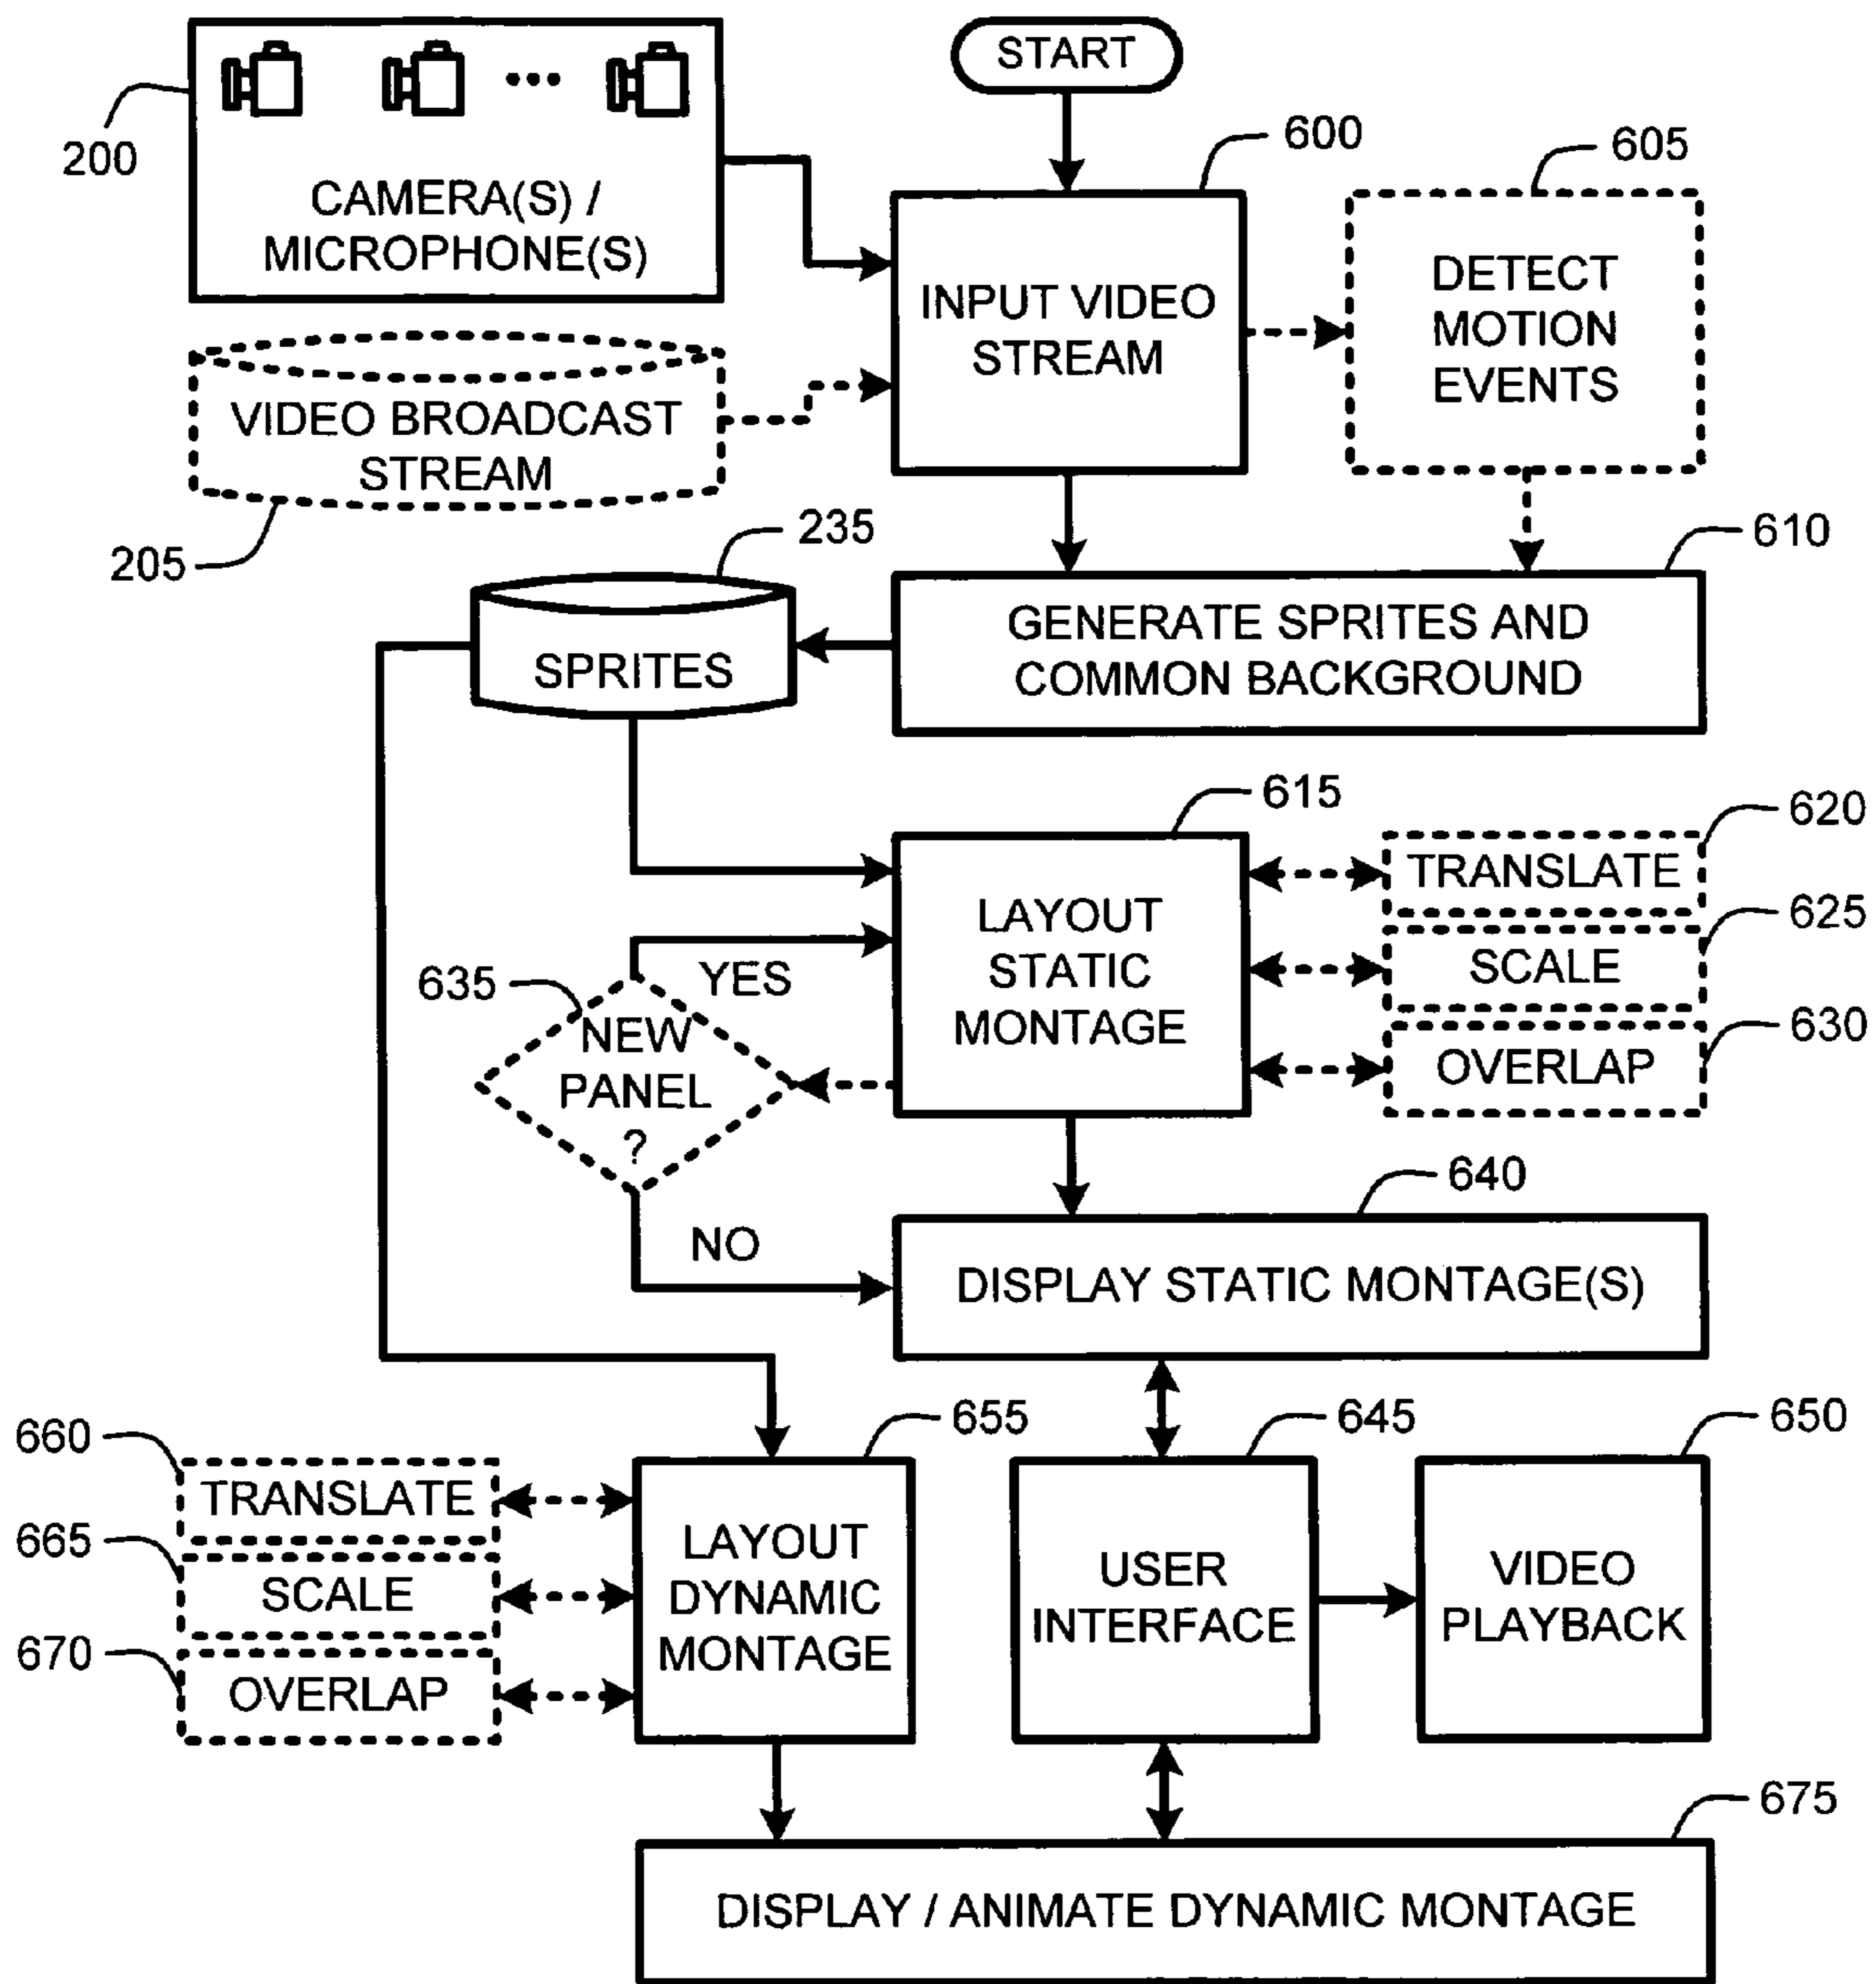 START
200
CAMERA(S) /
MICROPHONE(S)
600
605
INPUT VIDEO
STREAM
DETECT
MOTION
EVENTS
VIDEO BROADCAST
STREAM
205
235
610
SPRITES
GENERATE SPRITES AND
COMMON BACKGROUND
615
620
TRANSLATE
LAYOUT
STATIC
MONTAGE
625
SCALE
630
OVERLAP
YES
635
NEW
PANEL
?
NO
640
DISPLAY STATIC MONTAGE(S)
655
645
650
660
TRANSLATE
665
SCALE
670
OVERLAP
LAYOUT
DYNAMIC
MONTAGE
USER
INTERFACE
VIDEO
PLAYBACK
675
DISPLAY / ANIMATE DYNAMIC MONTAGE